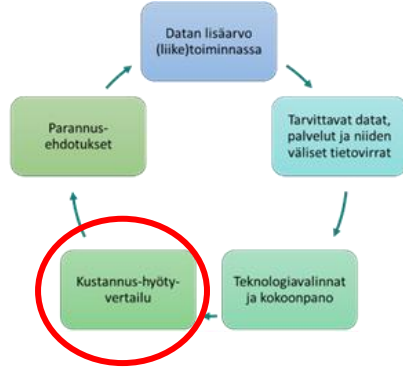 Datan lisäarvo
(liike)toiminnassa
Tarvittavat datat,
palvelut ja niiden
väliset tietovirrat
Teknologiavalinnat
ja kokoonpano
Kustannus-hyöty-
vertailu
Parannus-
ehdotukset